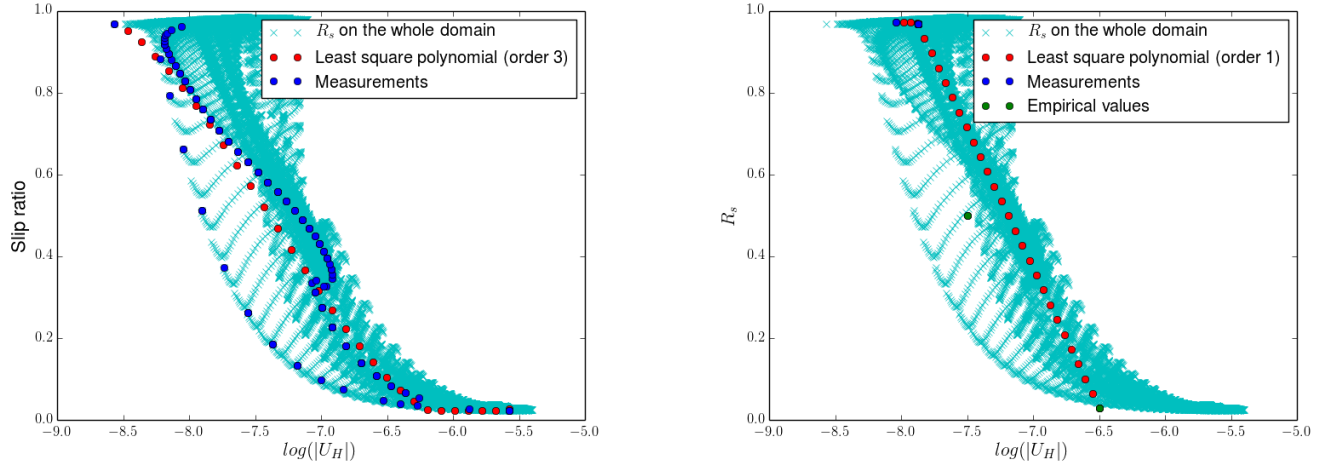 1.0
0.8
0.6
0.4
0.2
0.0
Slip ratio
−9.0 −8.5 −8.0 −7.5 −7.0 −6.5 −6.0 −5.5 −5.0
log(|U_H|)
R_s on the whole domain
Least square polynomial (order 3)
Measurements
1.0
0.8
0.6
0.4
0.2
0.0
R_s
−9.0 −8.5 −8.0 −7.5 −7.0 −6.5 −6.0 −5.5 −5.0
log(|U_H|)
R_s on the whole domain
Least square polynomial (order 1)
Measurements
Empirical values